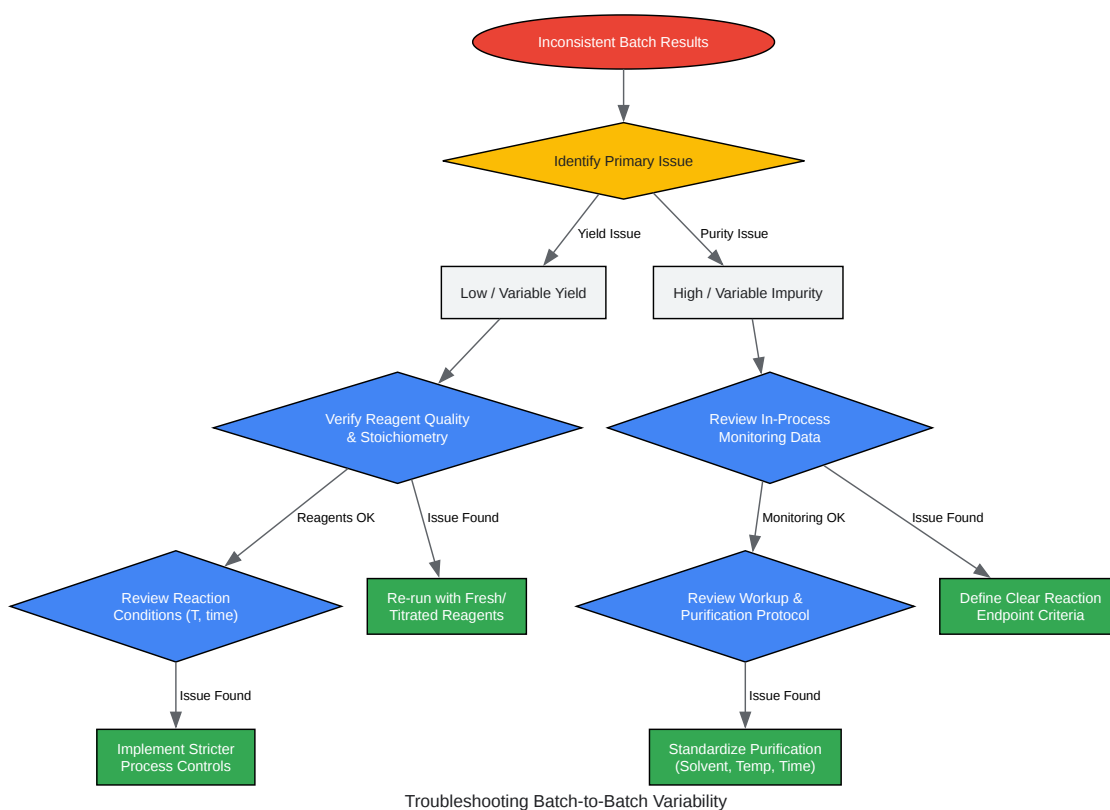 Inconsistent Batch Results
Identify Primary Issue
Yield Issue
Purity Issue
Low / Variable Yield
High / Variable Impurity
Verify Reagent Quality
& Stoichiometry
Review In-Process
Monitoring Data
Reagents OK
Issue Found
Monitoring OK
Issue Found
Review Reaction
Conditions (T, time)
Re-run with Fresh/
Titrated Reagents
Review Workup &
Purification Protocol
Define Clear Reaction
Endpoint Criteria
Issue Found
Issue Found
Implement Stricter
Process Controls
Standardize Purification
(Solvent, Temp, Time)
Troubleshooting Batch-to-Batch Variability